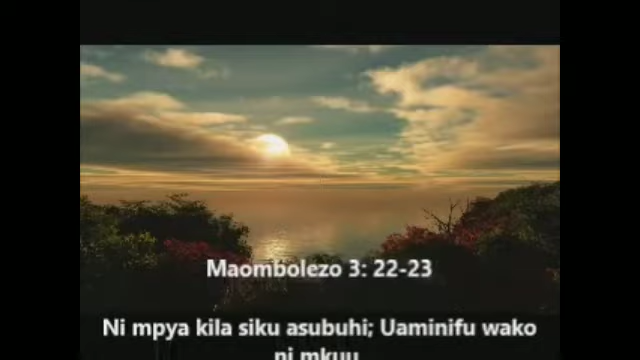 Maombolezo 3: 22-23
Ni mpya kila siku asubuhi; Uaminifu wako
ni mkuu